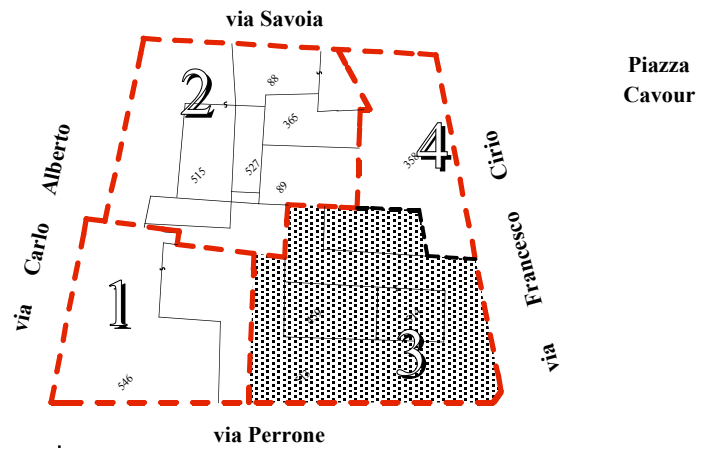 via Savoia
Piazza
Cavour
via Carlo Alberto
via Francesco Cirio
2
88
s
s
365
4
358
515
527
89
1
s
546
3
via Perrone